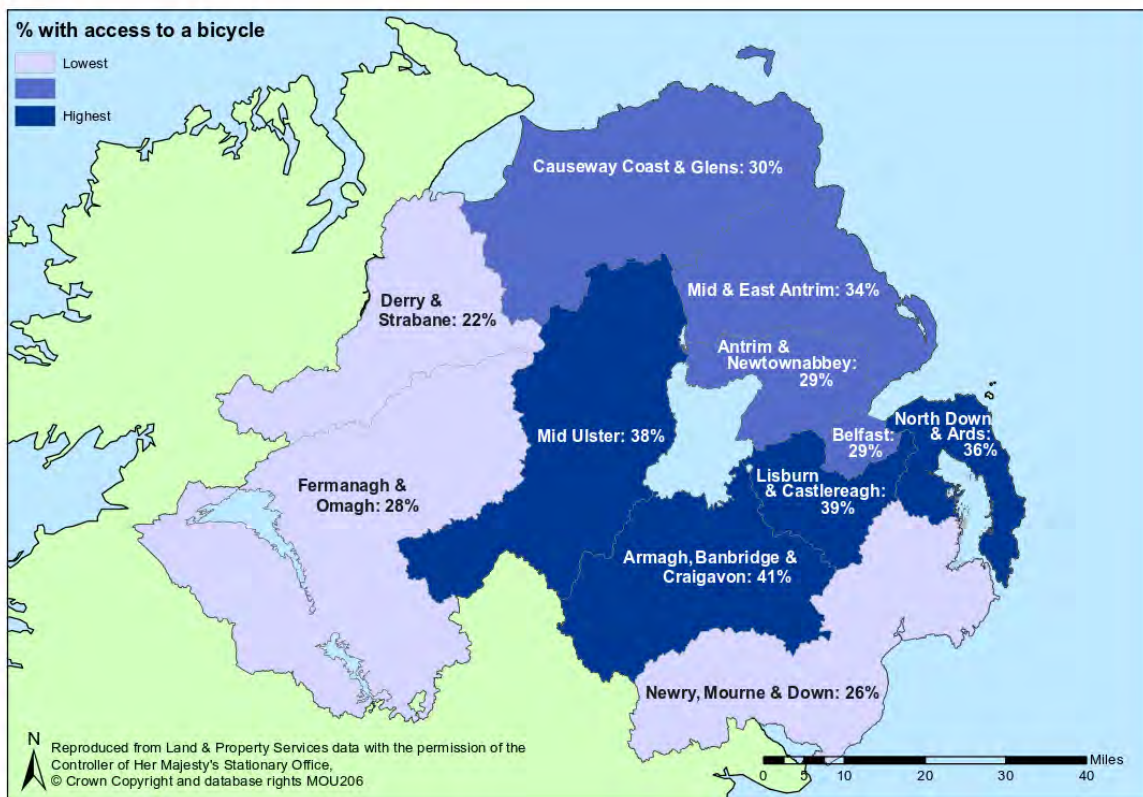 % with access to a bicycle
Lowest
Highest
Causeway Coast & Glens: 30%
Mid & East Antrim: 34%
Derry &
Strabane: 22%
Antrim &
Newtownabbey:
29%
North Down
& Ards:
36%
Belfast:
29%
Mid Ulster: 38%
Lisburn
& Castlereagh:
39%
Fermanagh &
Omagh: 28%
Armagh, Banbridge &
Craigavon: 41%
Newry, Mourne & Down: 26%
N
Reproduced from Land & Property Services data with the permission of the
Controller of Her Majesty's Stationary Office,
© Crown Copyright and database rights MOU206
Miles
0 5 10 20 30 40